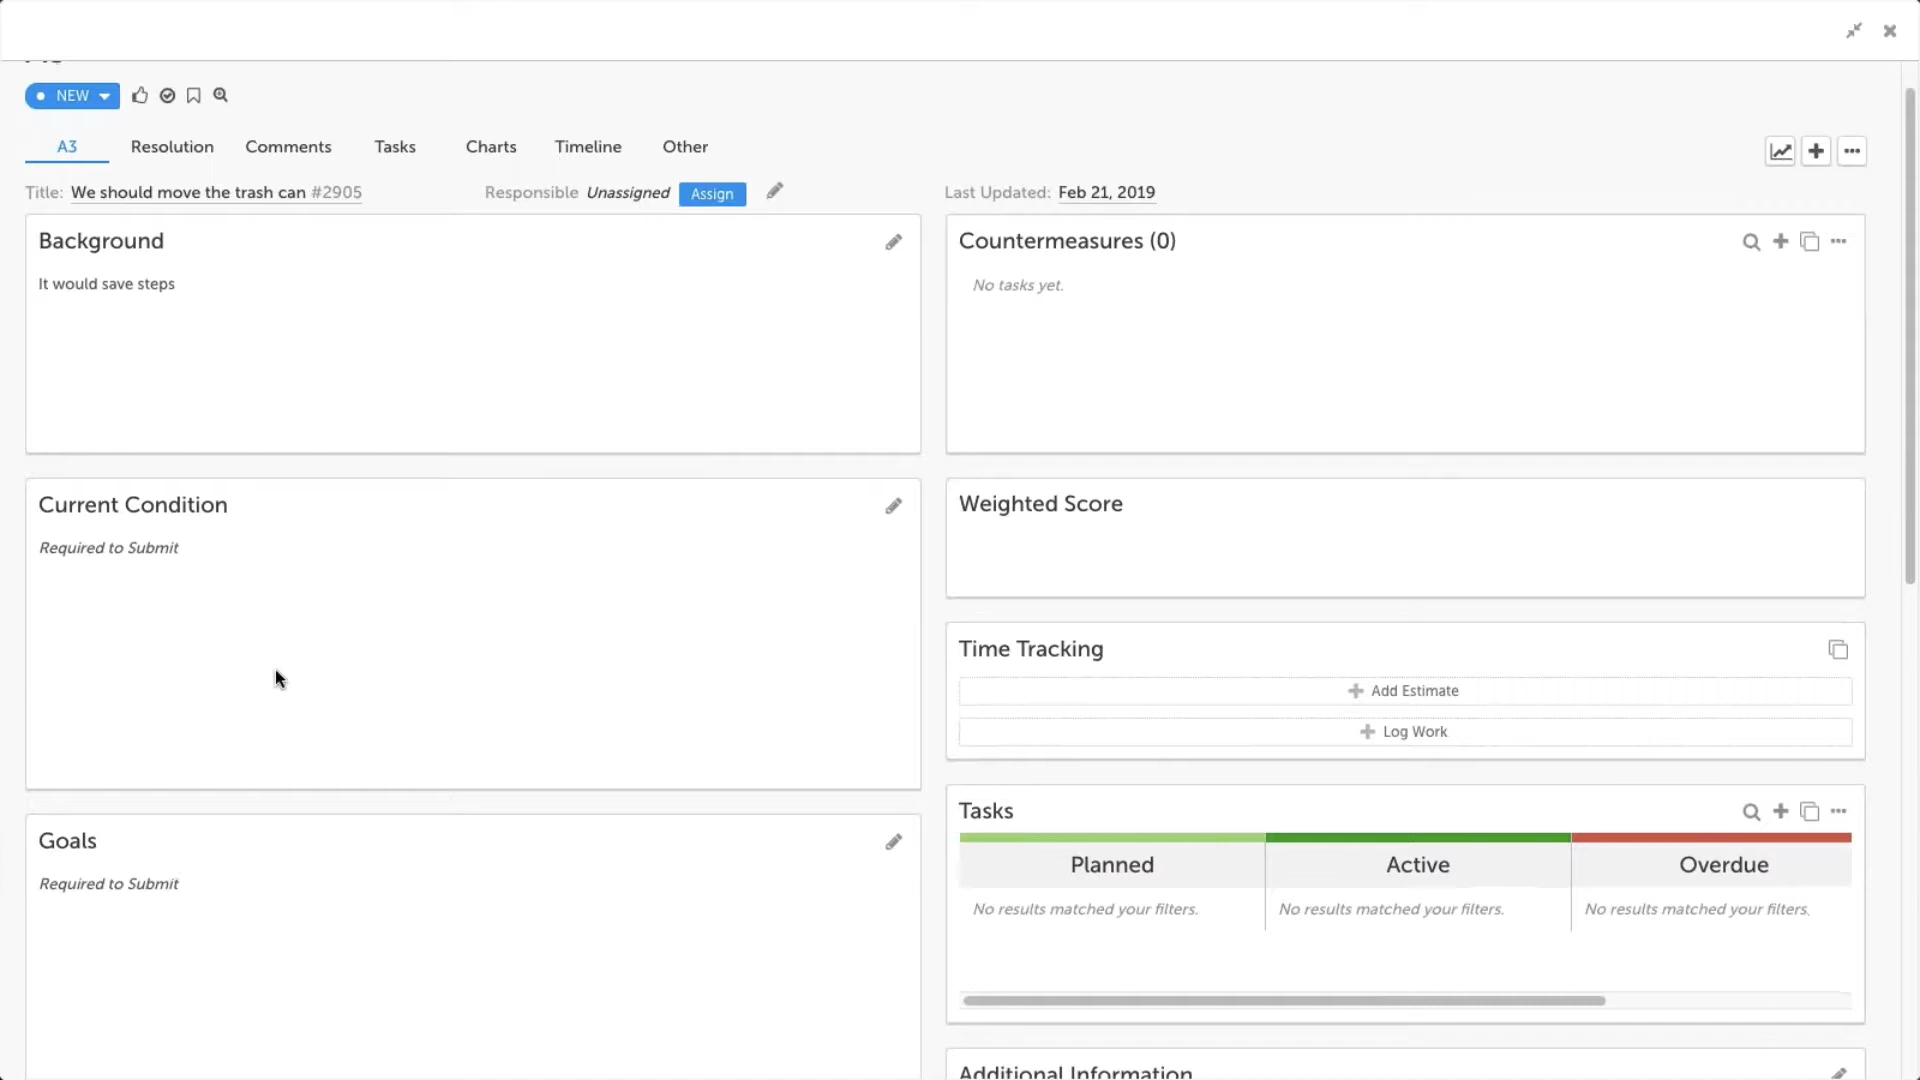 NEW
A3 Resolution Comments Tasks Charts Timeline Other
Title: We should move the trash can #2905 Responsible Unassigned Assign Last Updated: Feb 21, 2019
Background
It would save steps
Countermeasures (0)
No tasks yet.
Current Condition
Required to Submit
Weighted Score
Time Tracking
Add Estimate
Log Work
Goals
Required to Submit
Tasks
Planned Active Overdue
No results matched your filters. No results matched your filters. No results matched your filters.
Additional Information